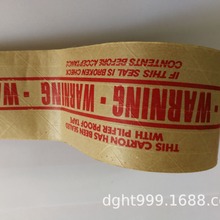 IF THIS SEAL IS BROKEN CHECK
CONTENTS BEFORE ACCEPTANCE
WARNING · WARNING · WA
THIS CARTON HAS BEEN SEALED
WITH PILFER PROOF TAPE
dght999.1688.c